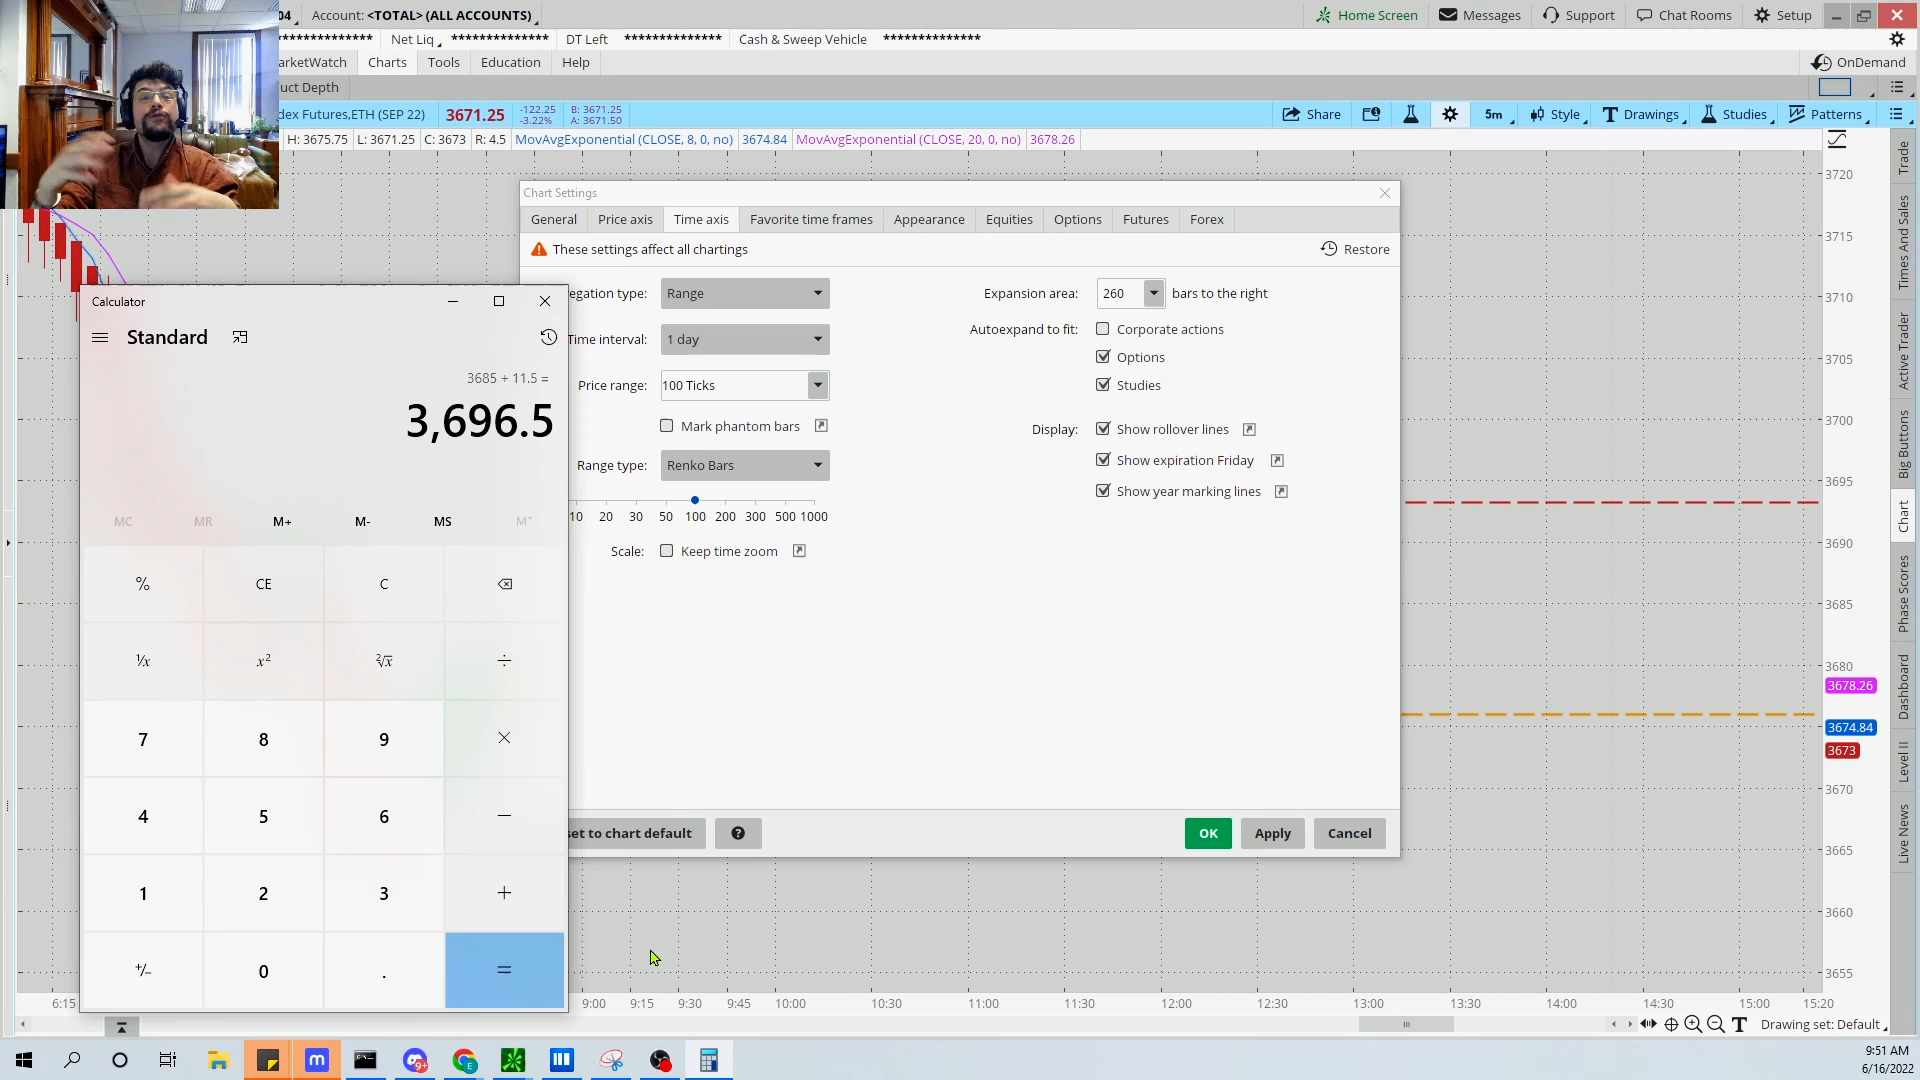 04 Account: <TOTAL> (ALL ACCOUNTS) Home Screen Messages Support Chat Rooms Setup
************** Net Liq ************** DT Left ************** Cash & Sweep Vehicle **************
arketWatch Charts Tools Education Help OnDemand
uct Depth
dex Futures,ETH (SEP 22) 3671.25 -122.25 B: 3671.25 Share 5m Style Drawings Studies Patterns
-3.22% A: 3671.50
H: 3675.75 L: 3671.25 C: 3673 R: 4.5 MovAvgExponential (CLOSE, 8, 0, no) 3674.84 MovAvgExponential (CLOSE, 20, 0, no) 3678.26
Chart Settings
General Price axis Time axis Favorite time frames Appearance Equities Options Futures Forex
These settings affect all chartings Restore
egation type: Range Expansion area: 260 bars to the right
Time interval: 1 day Autoexpand to fit: Corporate actions
Options
Price range: 100 Ticks Studies
Mark phantom bars Display: Show rollover lines
Range type: Renko Bars Show expiration Friday
Show year marking lines
10 20 30 50 100 200 300 500 1000
Scale: Keep time zoom
set to chart default ? OK Apply Cancel
Calculator
Standard
3685 + 11.5 =
3,696.5
MC MR M+ M- MS M˅
% CE C
1/x x² ²√x ÷
7 8 9 ×
4 5 6 −
1 2 3 +
+/− 0 . =
3720
3715
3710
3705
3700
3695
3690
3685
3680
3678.26
3674.84
3673
3670
3665
3660
3655
Trade
Times And Sales
Active Trader
Big Buttons
Chart
Phase Scores
Dashboard
Level II
Live News
6:15 9:00 9:15 9:30 9:45 10:00 10:30 11:00 11:30 12:00 12:30 13:00 13:30 14:00 14:30 15:00 15:20
T Drawing set: Default
m 9+ E
9:51 AM
6/16/2022